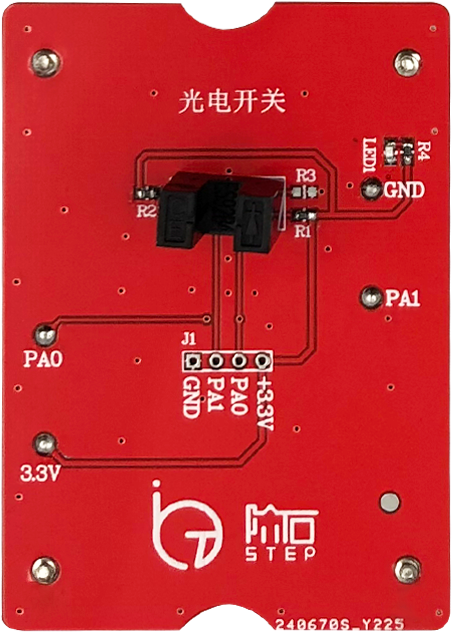 光电开关
LED1
R4
R3
GND
R2
R1
PA1
J1
PA0
GND
PA1
PA0
+3.3V
3.3V
STEP
240670S_Y225